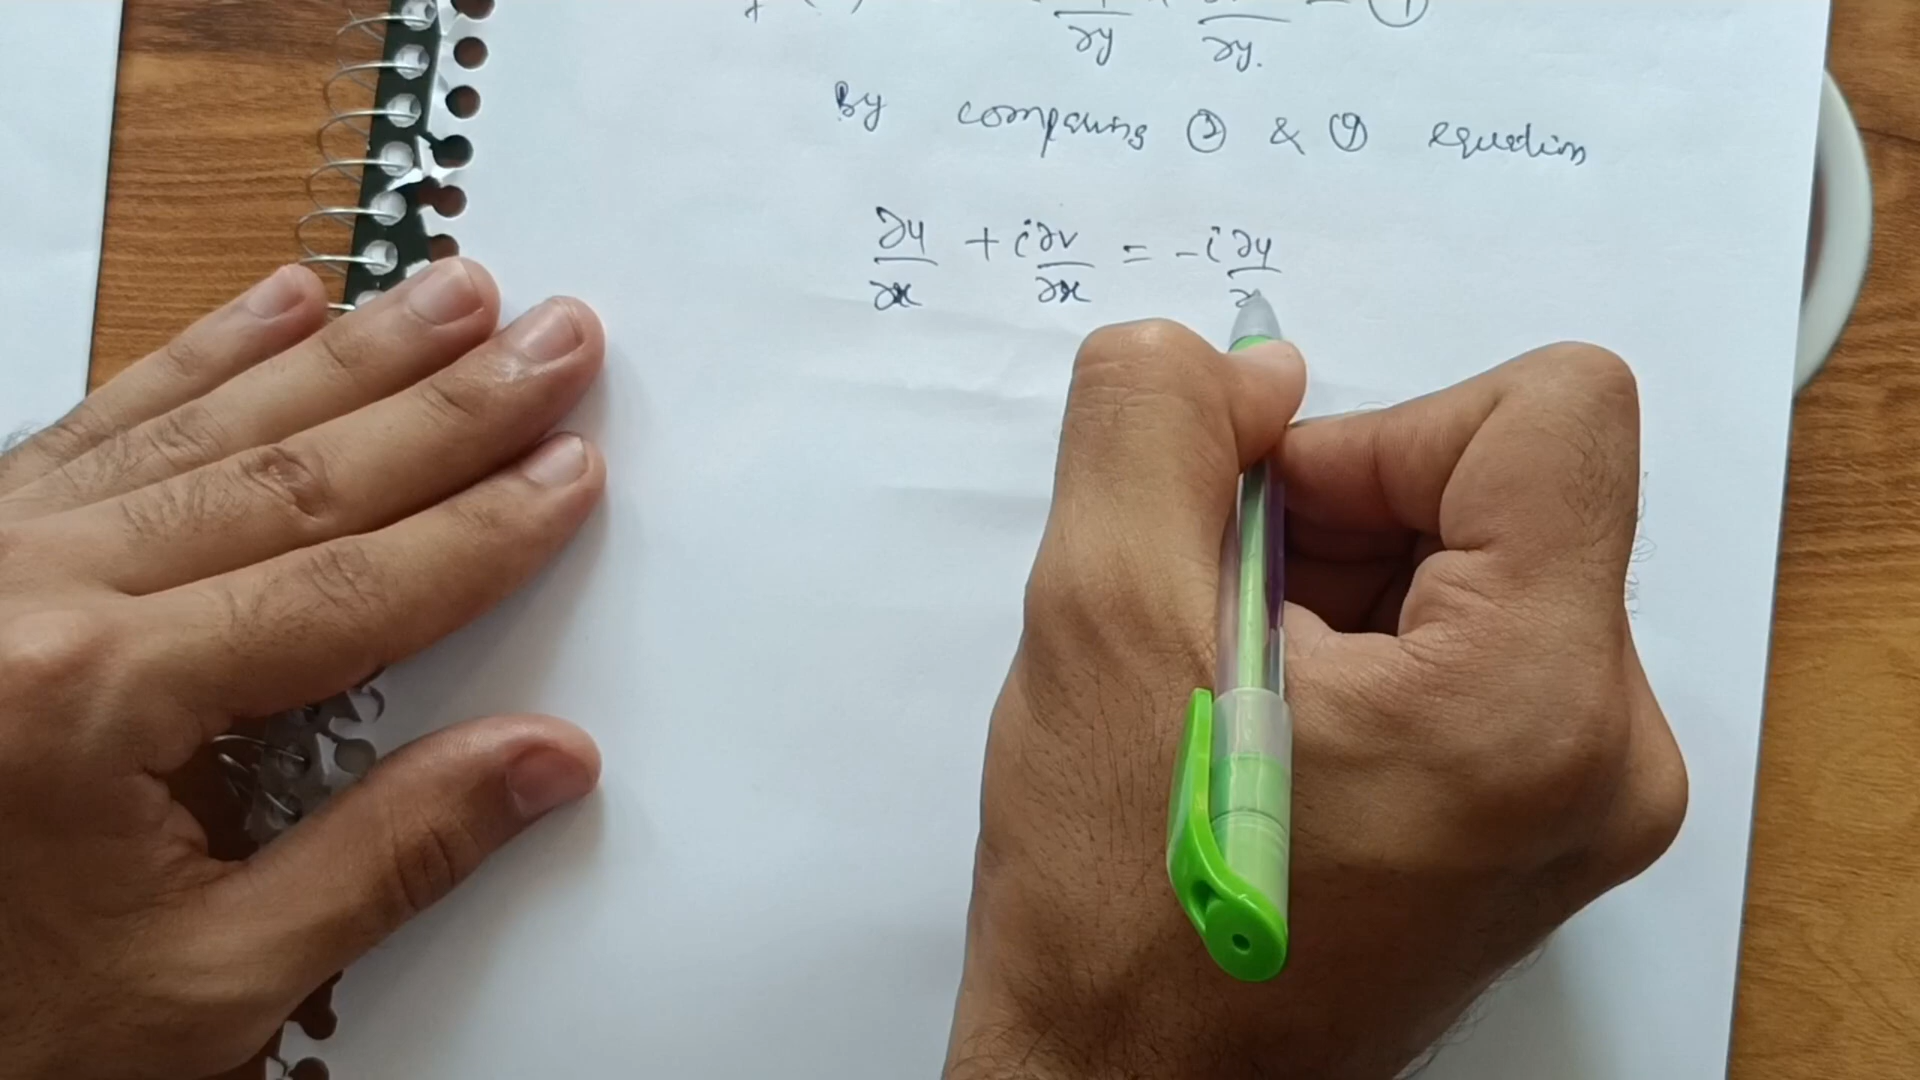 ∂y ∂y.
By comparing ③ & ④ equation
∂u/∂x + i∂v/∂x = -i ∂u/∂